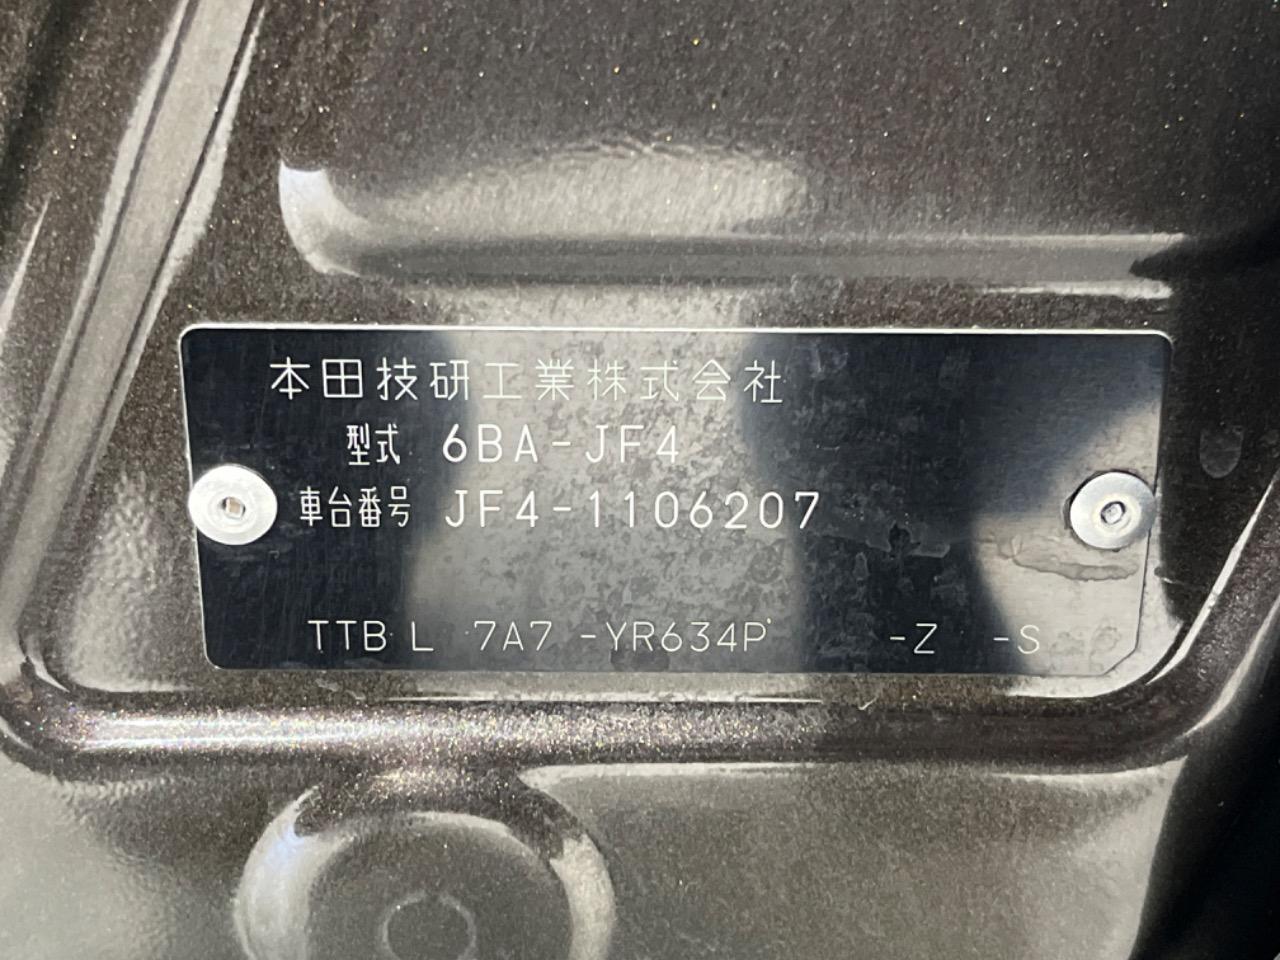 本田技研工業株式会社
型式 6BA-JF4
車台番号 JF4-1106207
TTB L 7A7 -YR634P -Z -S